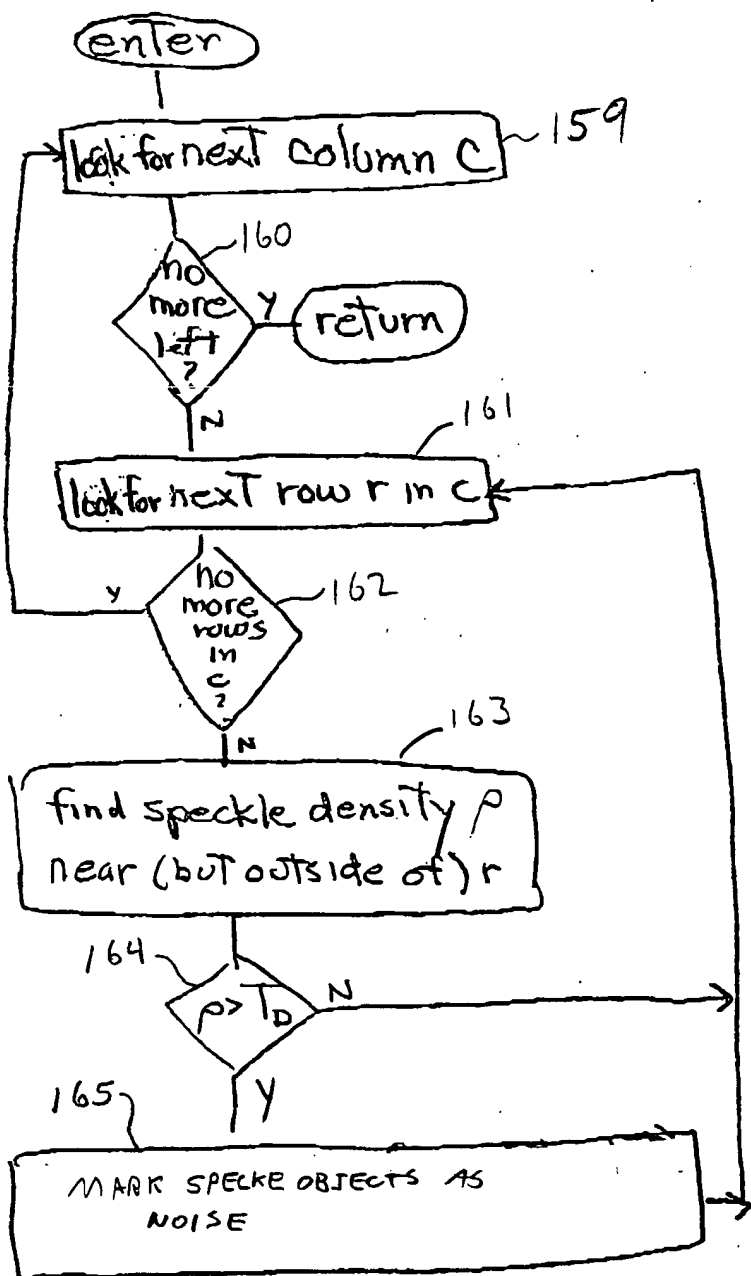 enter
look for next column C
159
160
no
more
left
?
Y
return
N
161
look for next row r in c
Y
no
more
rows
in
c
?
162
N
163
find speckle density ρ
near (but outside of) r
164
ρ> T_D
N
Y
165
MARK SPECKE OBJECTS AS
NOISE